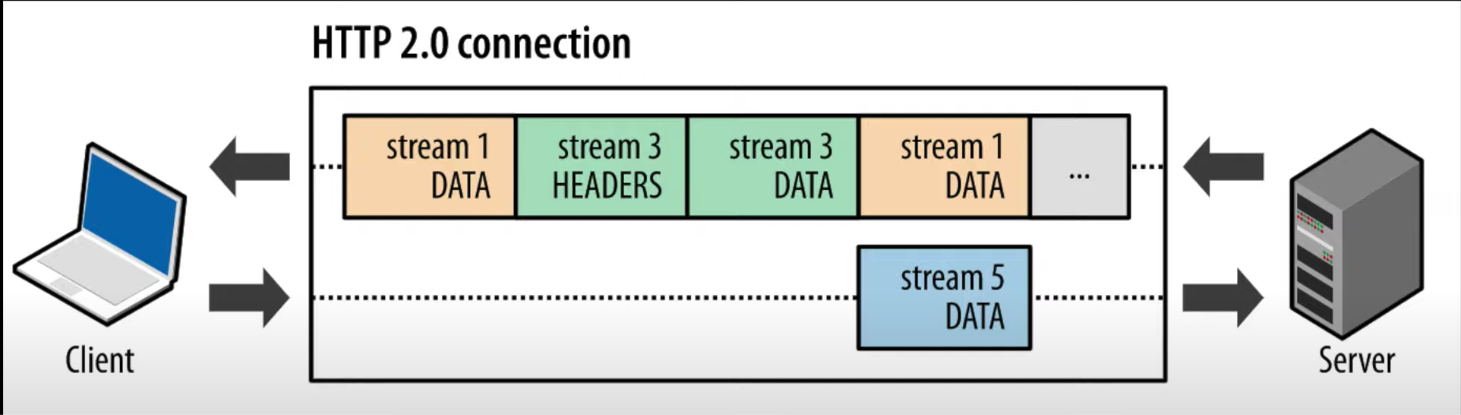 HTTP 2.0 connection
stream 1
DATA
stream 3
HEADERS
stream 3
DATA
stream 1
DATA
...
stream 5
DATA
Client
Server